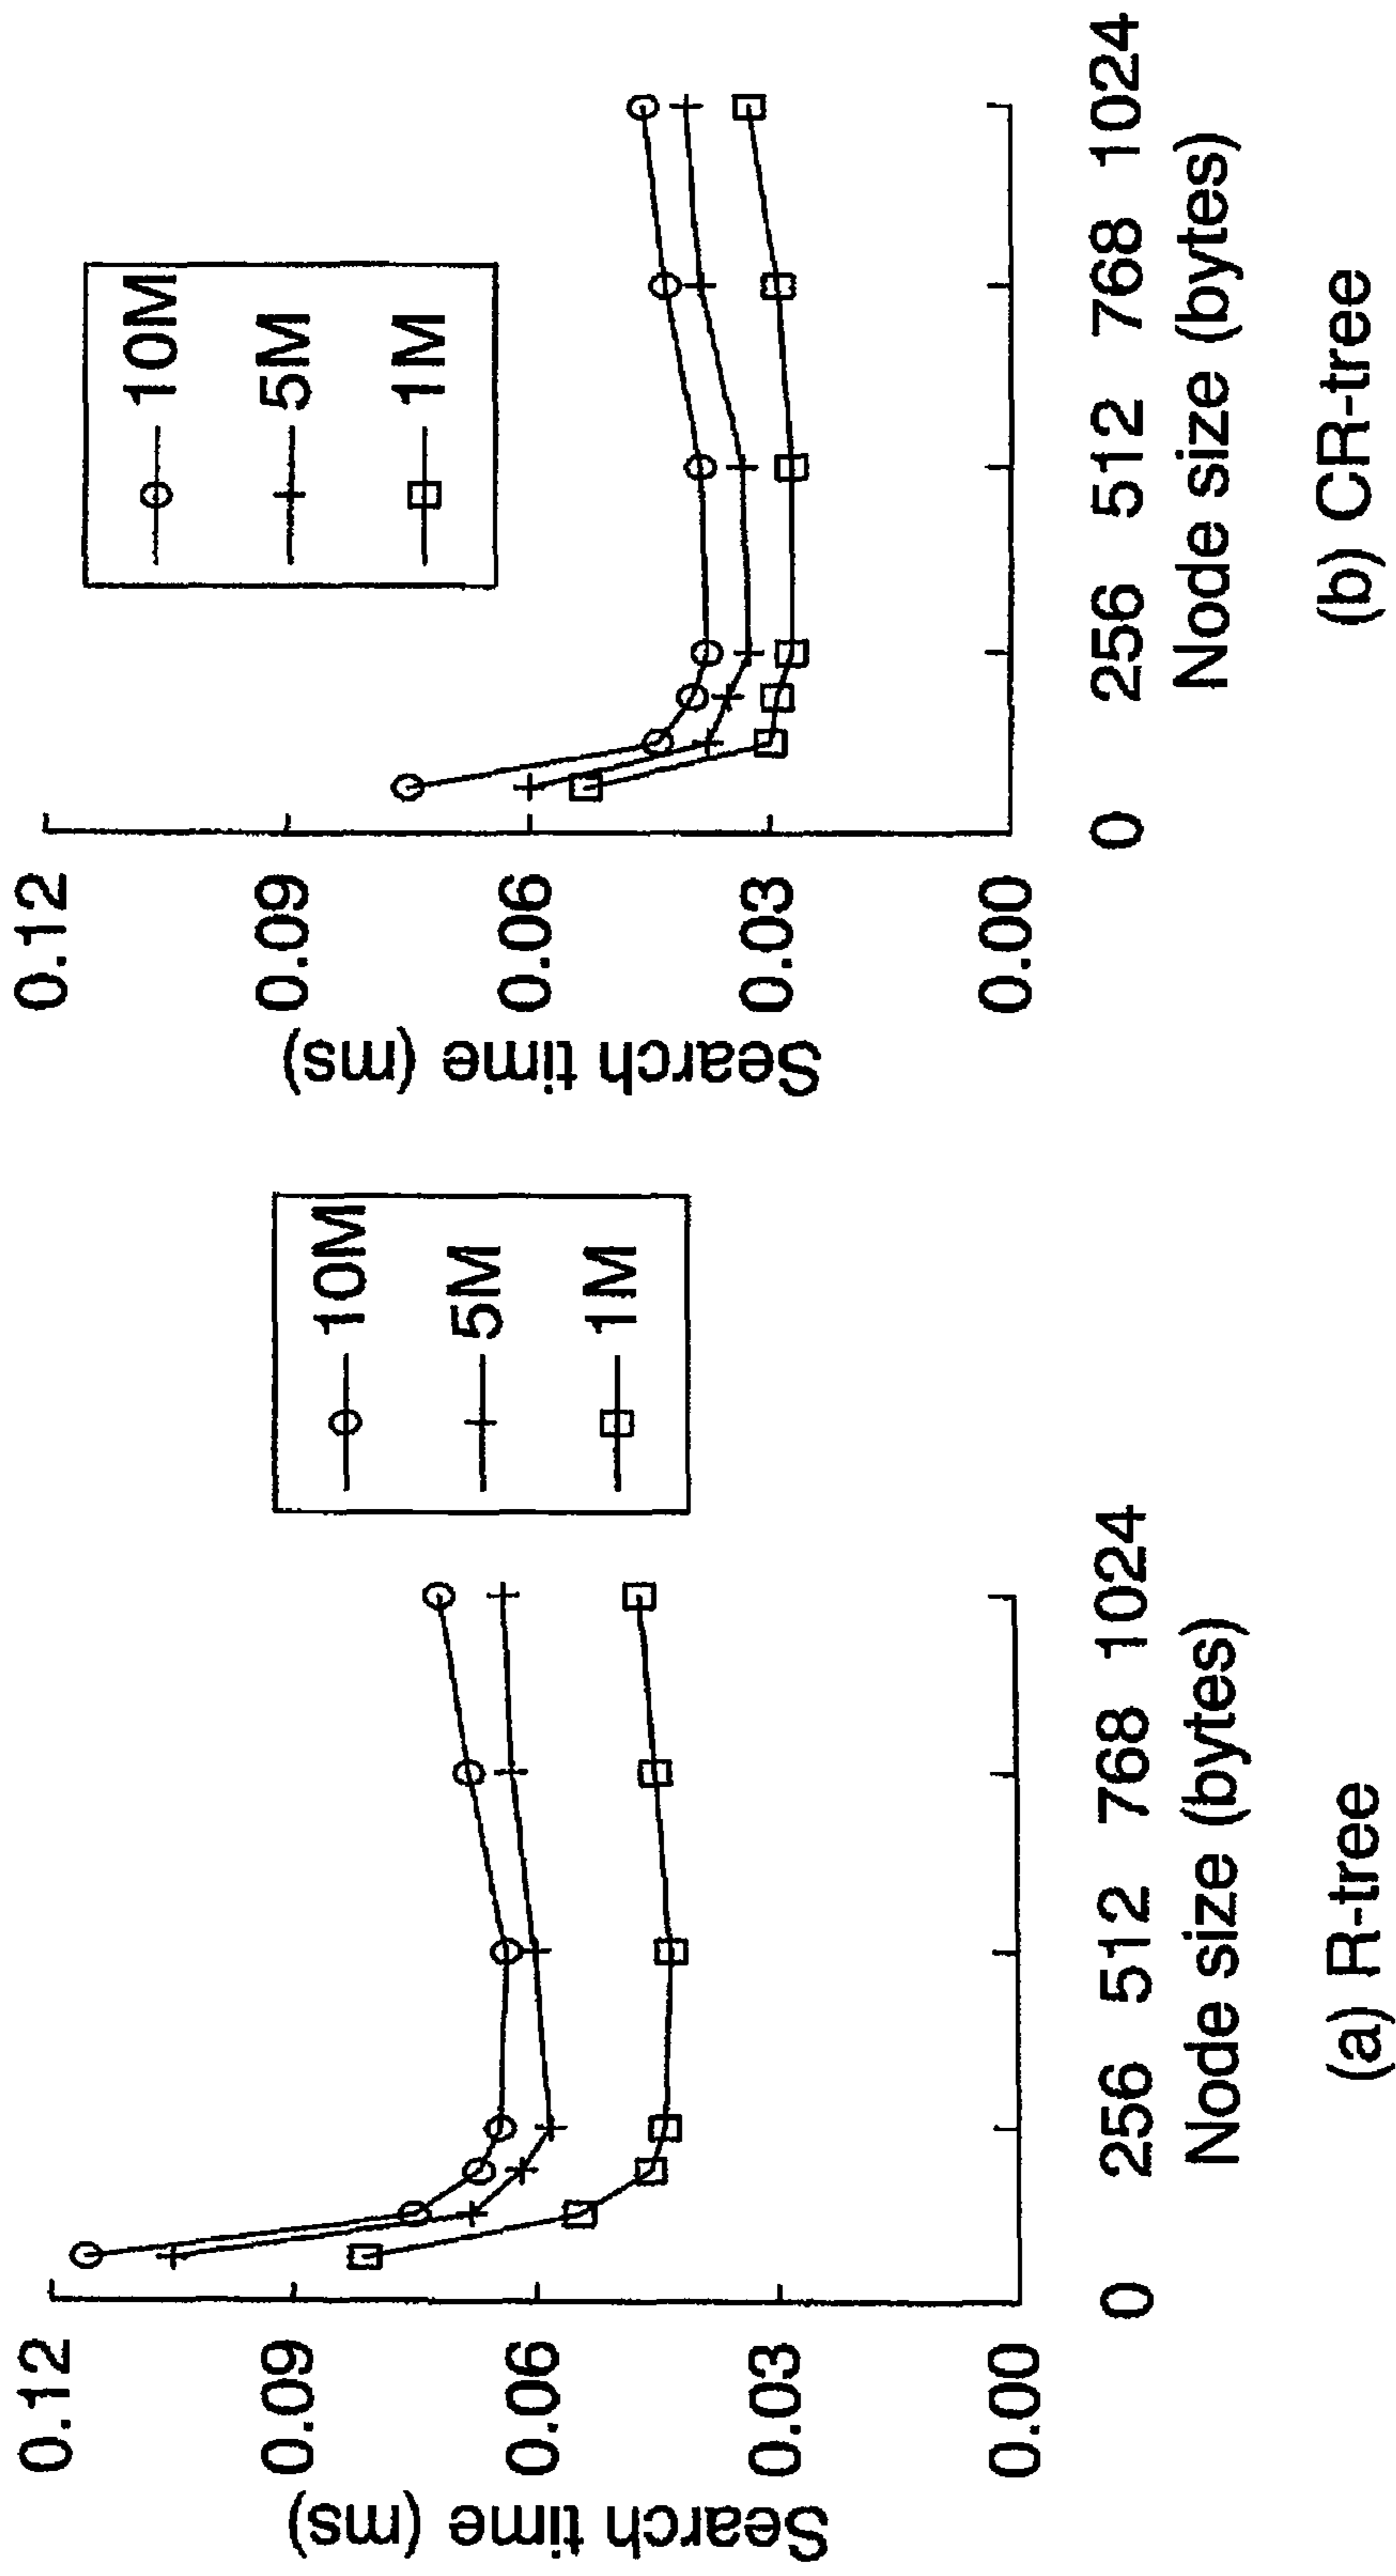 0.12
0.09
0.06
0.03
0.00
Search time (ms)
0 256 512 768 1024
Node size (bytes)
10M
5M
1M
(a) R-tree
0.12
0.09
0.06
0.03
0.00
Search time (ms)
0 256 512 768 1024
Node size (bytes)
10M
5M
1M
(b) CR-tree